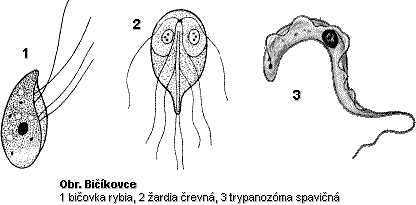 1
2
3
Obr. Bičíkovce
1 bičovka rybia, 2 žardia črevná, 3 trypanozóma spavičná